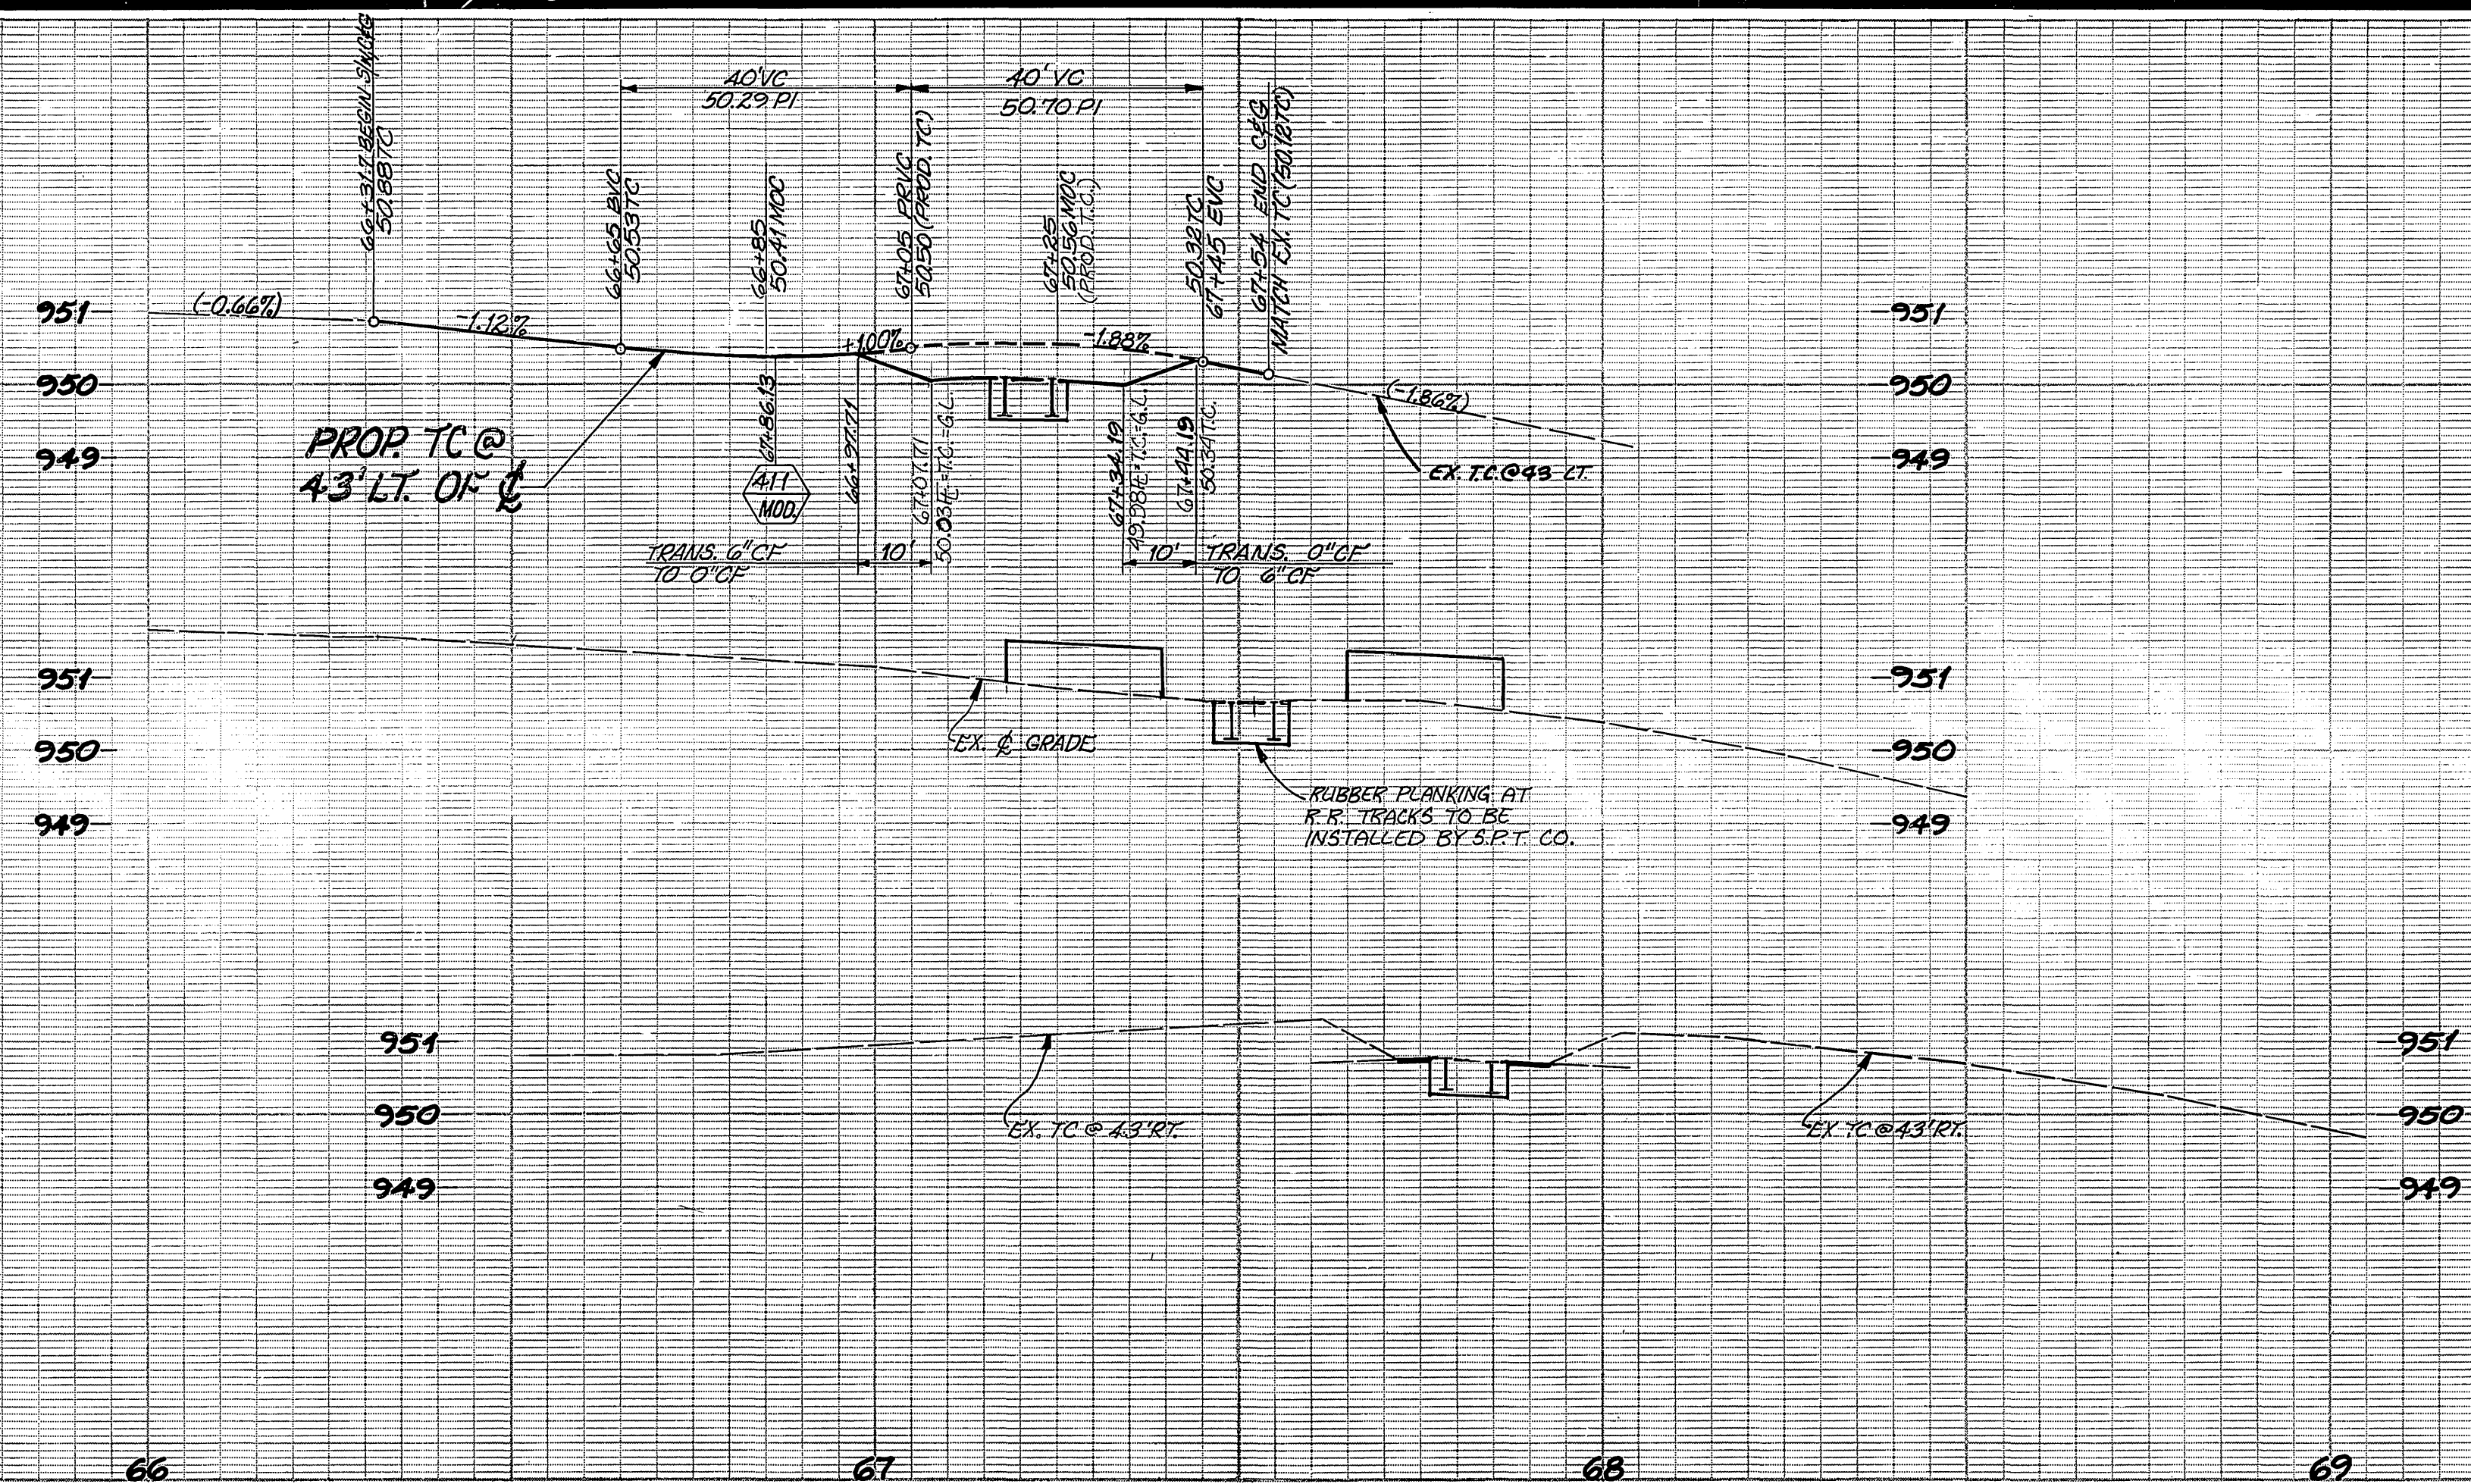 66+31.7 BEGIN S/W,C&G
50.88TC
40'VC
50.29 PI
40'VC
50.70 PI
66+65 BVC
50.53TC
66+85
50.41 MOC
67+05 PRVC
50.50 (PROD. TC)
67+25
50.56 MOC
(PROD. T.C.)
50.32 TC
67+45 EVC
67+54 END C&G
MATCH EX. TC (50.12TC)
951
(-0.66%)
-1.12%
+1.00%
-1.88%
951
950
(-1.86%)
950
PROP. TC @
43' LT. OF ℄
949
EX. T.C. @ 43 LT.
949
67+86.13
411
MOD.
66+97.71
67+07.71
50.03 = T.C. = G.L.
67+34.19
49.98 = T.C. = G.L.
67+44.19
50.34 T.C.
TRANS. 6"CF
TO 0"CF
10'
10'
TRANS. 0"CF
TO 6"CF
951
951
950
EX. ℄ GRADE
950
949
RUBBER PLANKING AT
R.R. TRACKS TO BE
INSTALLED BY S.P.T. CO.
949
951
951
950
EX. TC @ 43'RT.
EX. TC @ 43'RT.
950
949
949
66
67
68
69